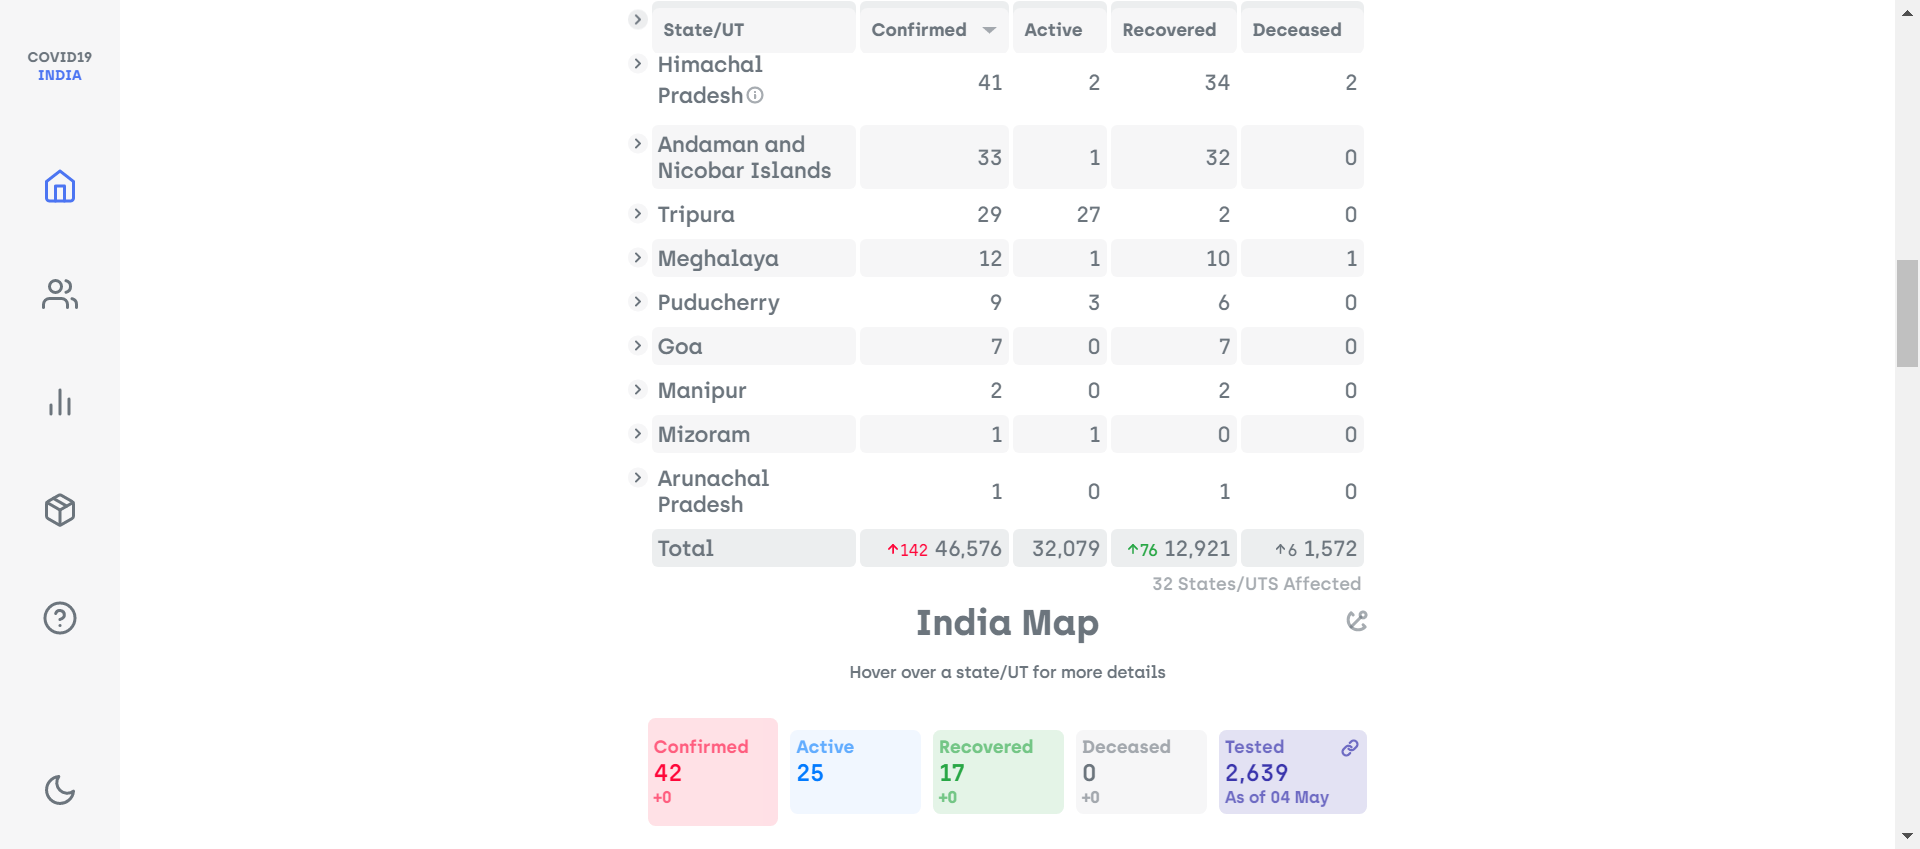 COVID19
INDIA
State/UT Confirmed Active Recovered Deceased
Himachal
Pradesh 41 2 34 2
Andaman and
Nicobar Islands 33 1 32 0
Tripura 29 27 2 0
Meghalaya 12 1 10 1
Puducherry 9 3 6 0
Goa 7 0 7 0
Manipur 2 0 2 0
Mizoram 1 1 0 0
Arunachal
Pradesh 1 0 1 0
Total ↑142 46,576 32,079 ↑76 12,921 ↑6 1,572
32 States/UTS Affected
India Map
Hover over a state/UT for more details
Confirmed Active Recovered Deceased Tested
42 25 17 0 2,639
+0 +0 +0 As of 04 May